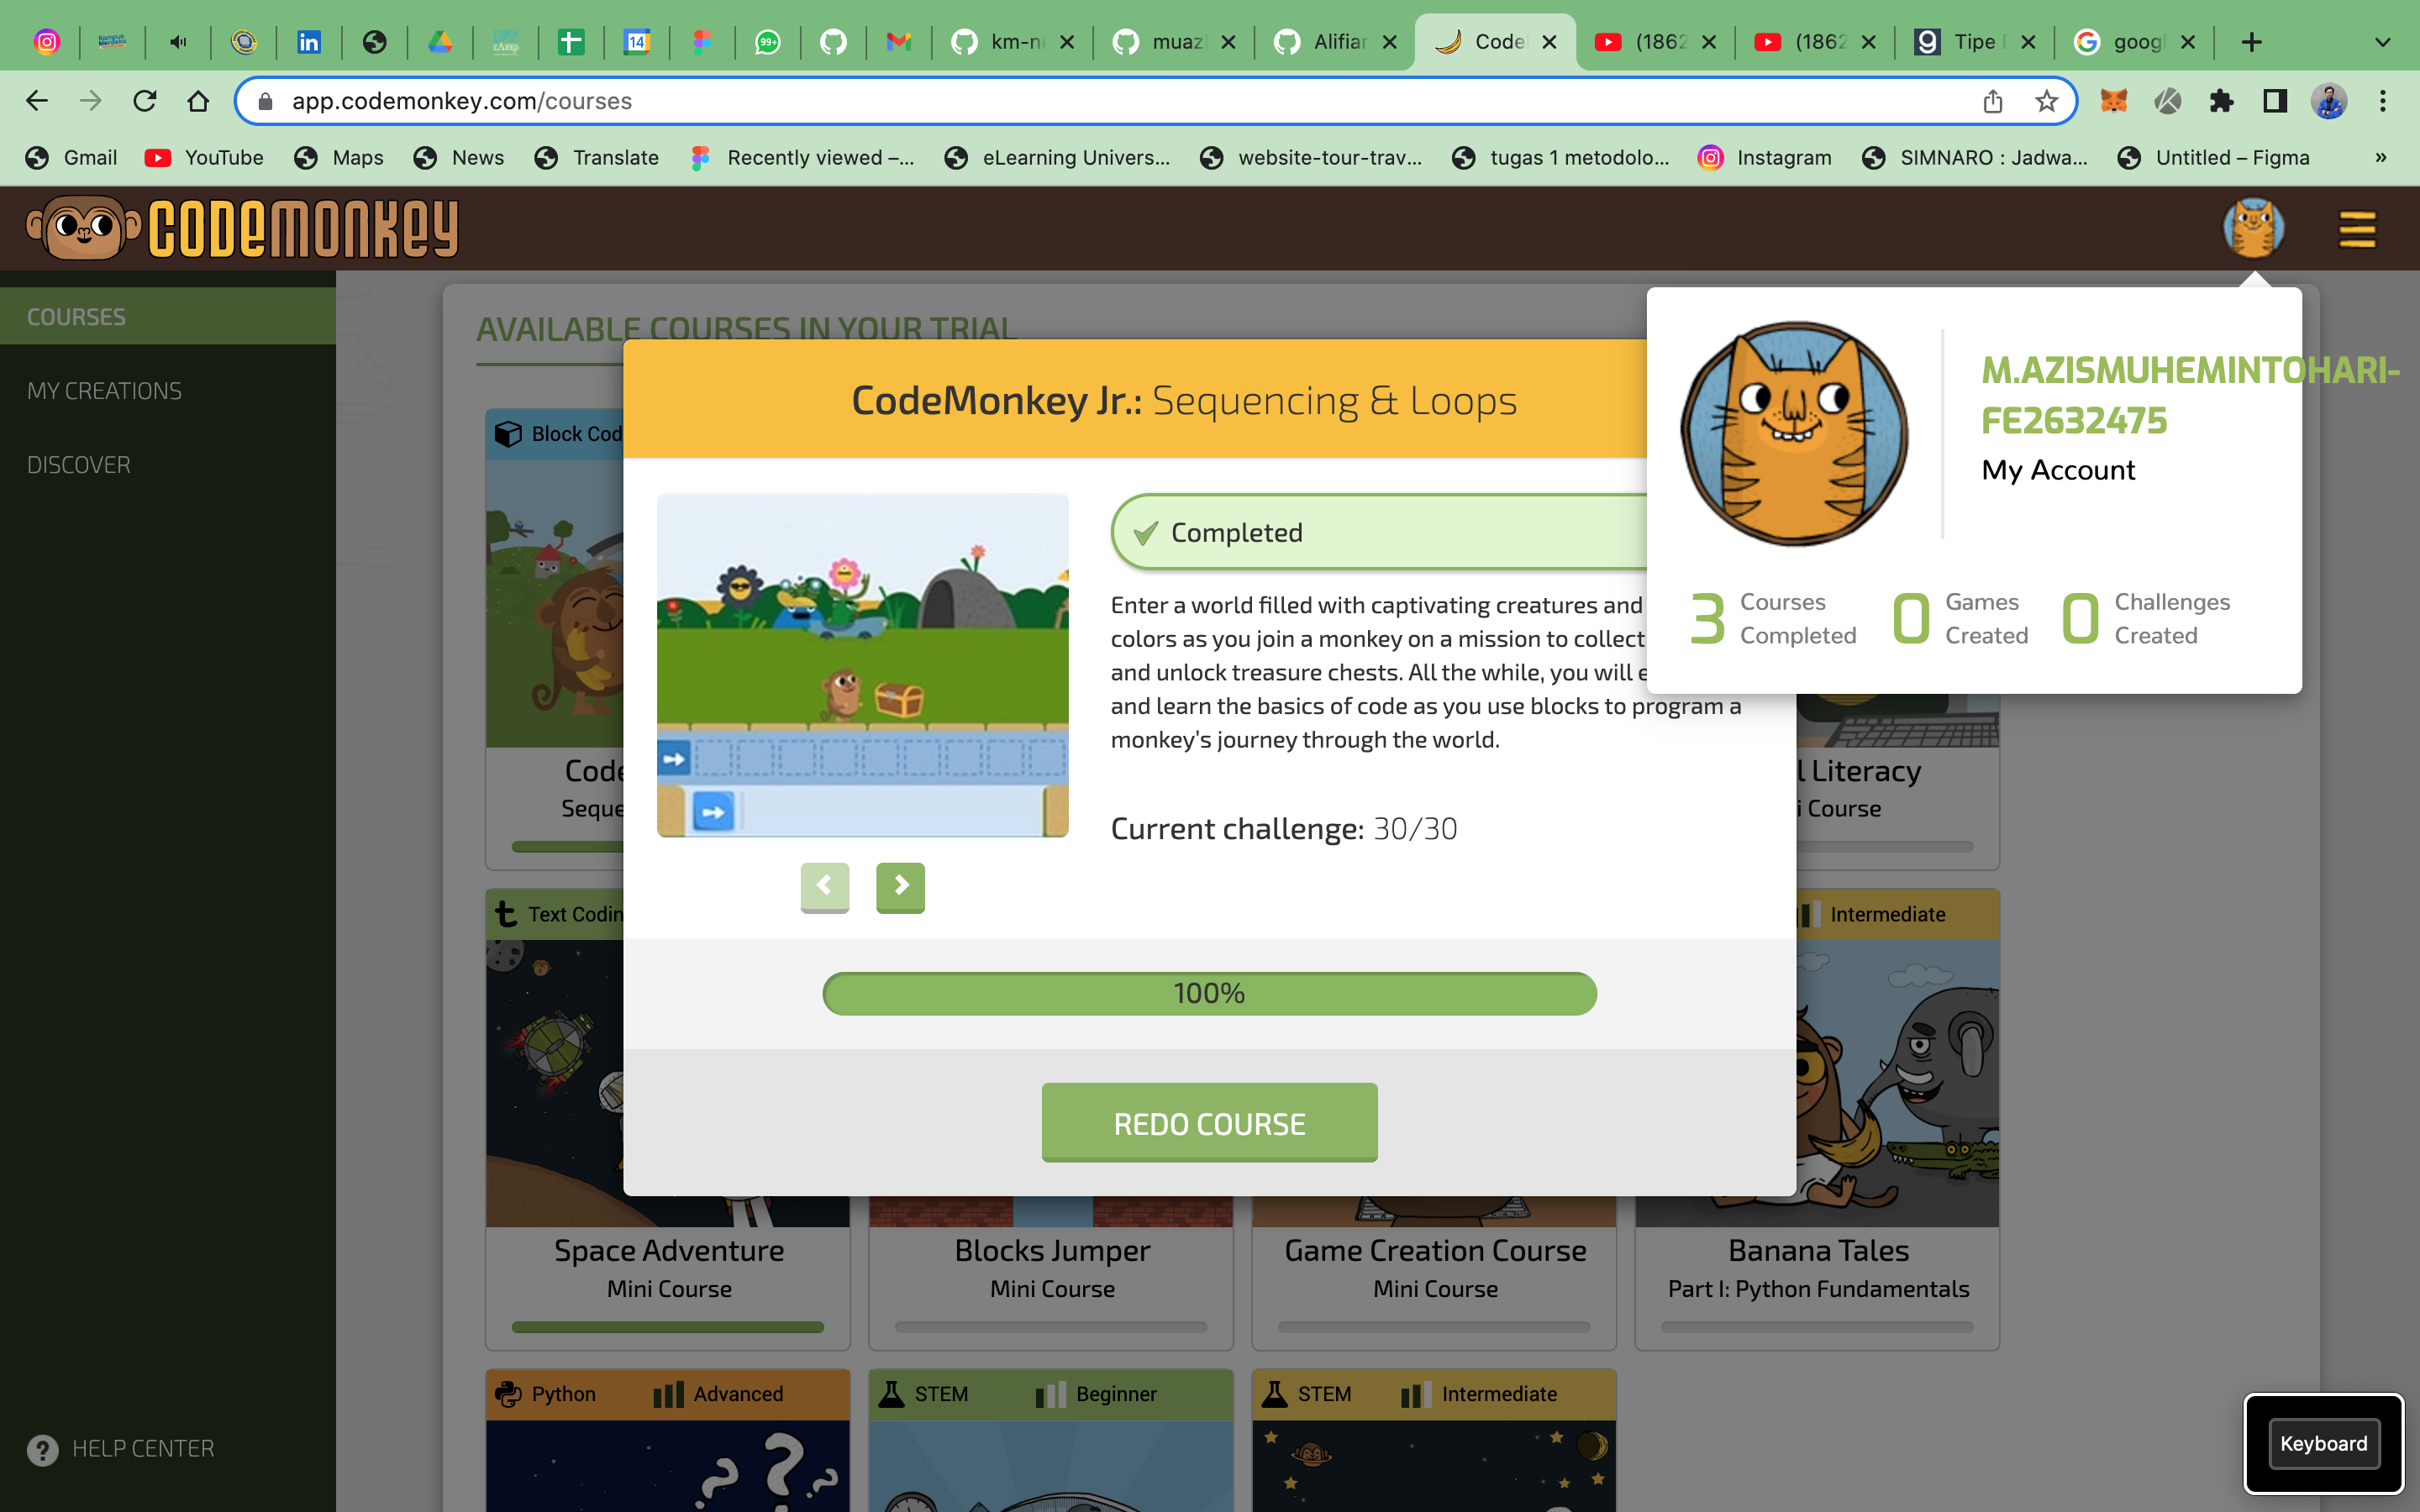 km-n
muaz
Alifiar
Code
(1862
(1862
Tipe
goog
app.codemonkey.com/courses
Gmail
YouTube
Maps
News
Translate
Recently viewed –...
eLearning Univers...
website-tour-trav...
tugas 1 metodolo...
Instagram
SIMNARO : Jadwa...
Untitled – Figma
»
CODEMONKEY
COURSES
MY CREATIONS
DISCOVER
HELP CENTER
AVAILABLE COURSES IN YOUR TRIAL
M.AZISMUHEMINTOHARI-
FE2632475
My Account
3 Courses Completed
0 Games Created
0 Challenges Created
CodeMonkey Jr.: Sequencing & Loops
Completed
Enter a world filled with captivating creatures and
colors as you join a monkey on a mission to collect
and unlock treasure chests. All the while, you will e
and learn the basics of code as you use blocks to program a
monkey's journey through the world.
Current challenge: 30/30
100%
REDO COURSE
Block Cod
Code
Seque
l Literacy
i Course
Text Codin
Intermediate
Space Adventure
Mini Course
Blocks Jumper
Mini Course
Game Creation Course
Mini Course
Banana Tales
Part I: Python Fundamentals
Python
Advanced
STEM
Beginner
STEM
Intermediate
Keyboard